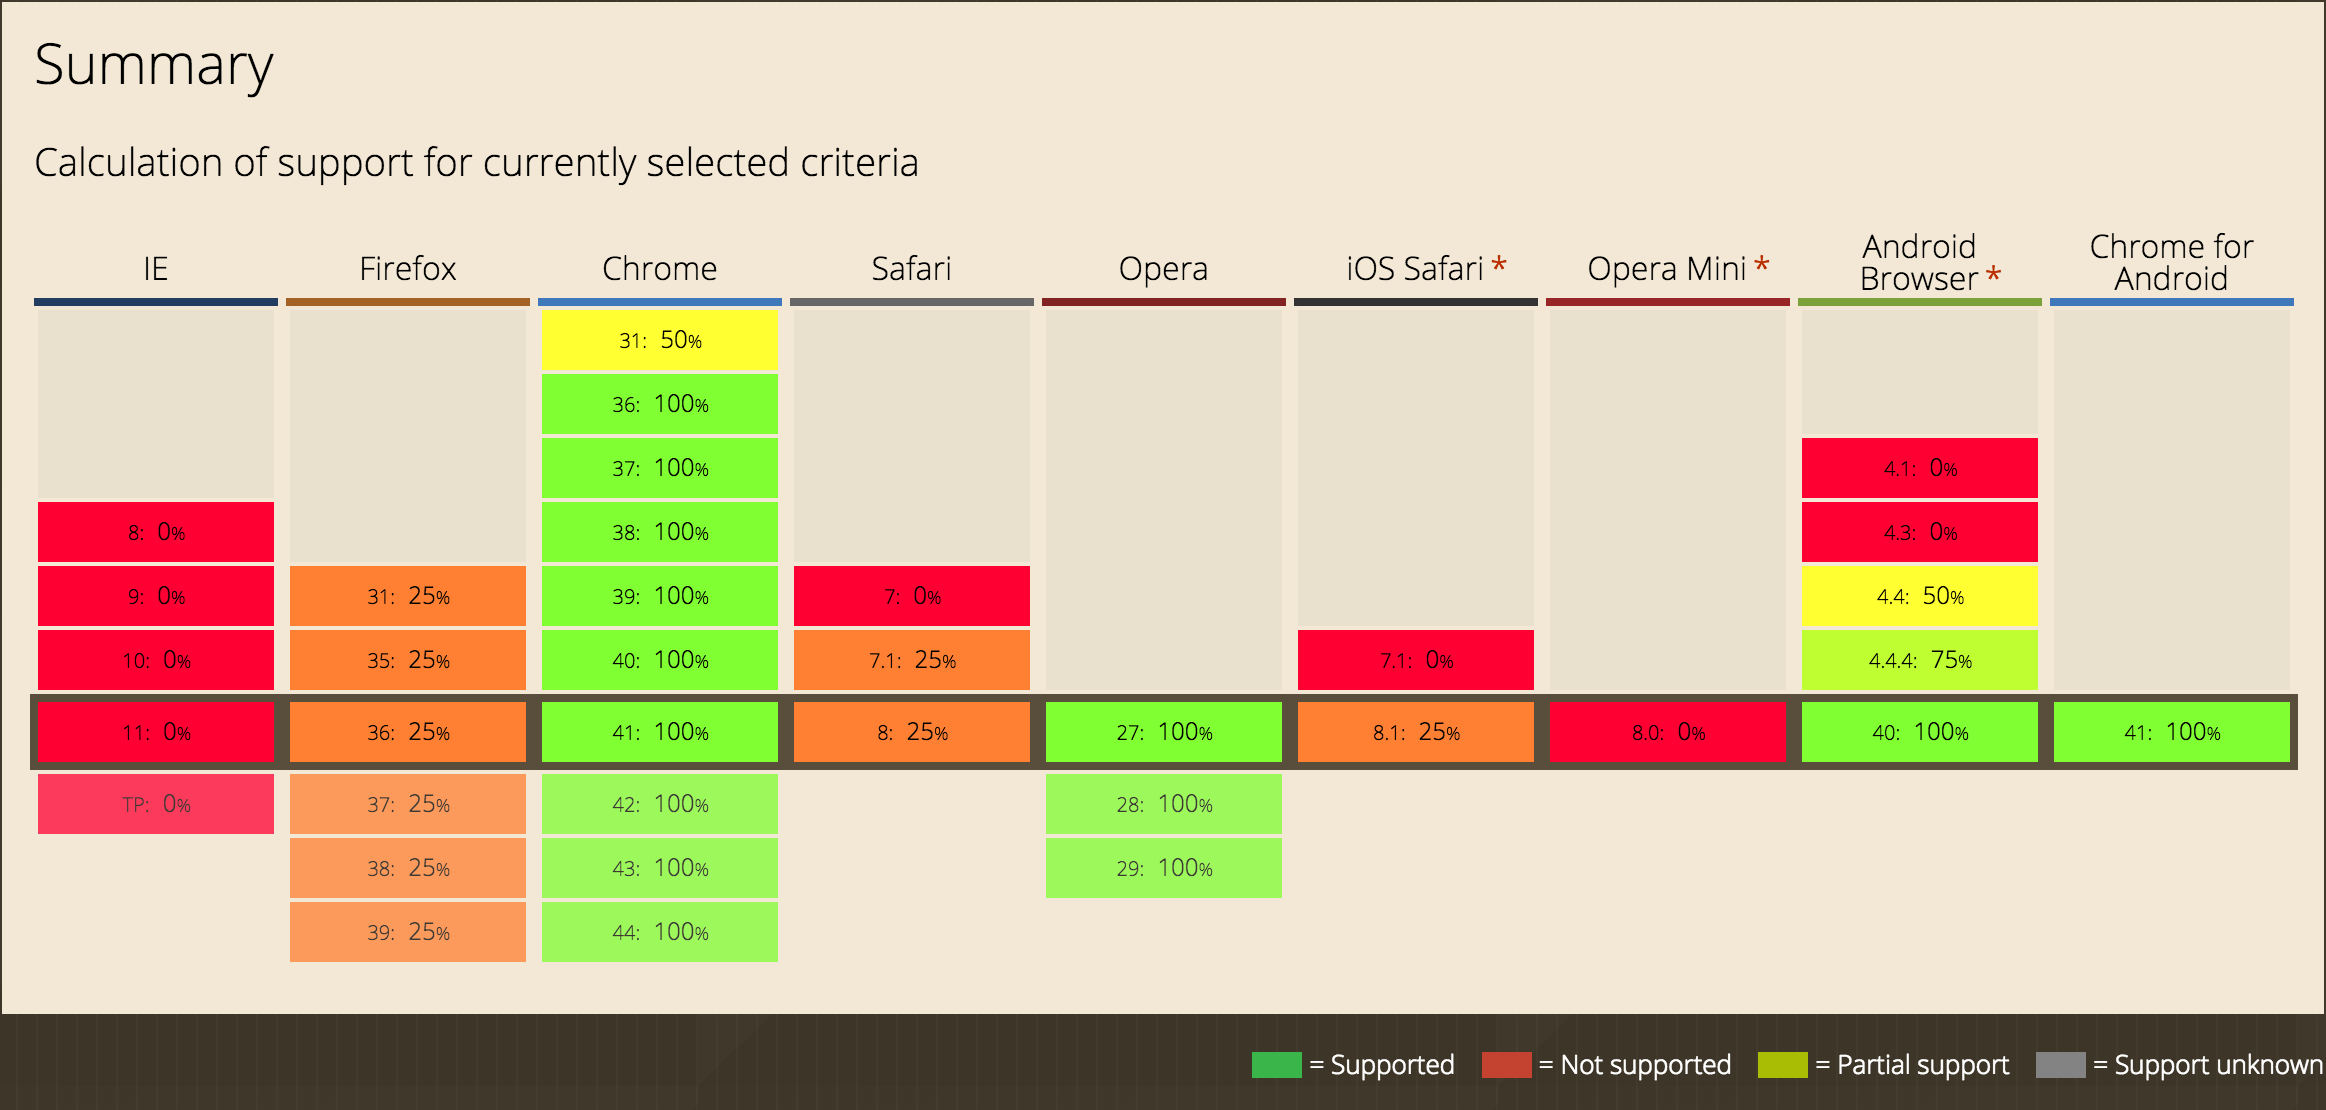 Summary
Calculation of support for currently selected criteria
IE Firefox Chrome Safari Opera iOS Safari * Opera Mini * Android Browser * Chrome for Android
31: 50%
36: 100%
37: 100% 4.1: 0%
8: 0% 38: 100% 4.3: 0%
9: 0% 31: 25% 39: 100% 7: 0% 4.4: 50%
10: 0% 35: 25% 40: 100% 7.1: 25% 7.1: 0% 4.4.4: 75%
11: 0% 36: 25% 41: 100% 8: 25% 27: 100% 8.1: 25% 8.0: 0% 40: 100% 41: 100%
TP: 0% 37: 25% 42: 100% 28: 100%
38: 25% 43: 100% 29: 100%
39: 25% 44: 100%
= Supported = Not supported = Partial support = Support unknown